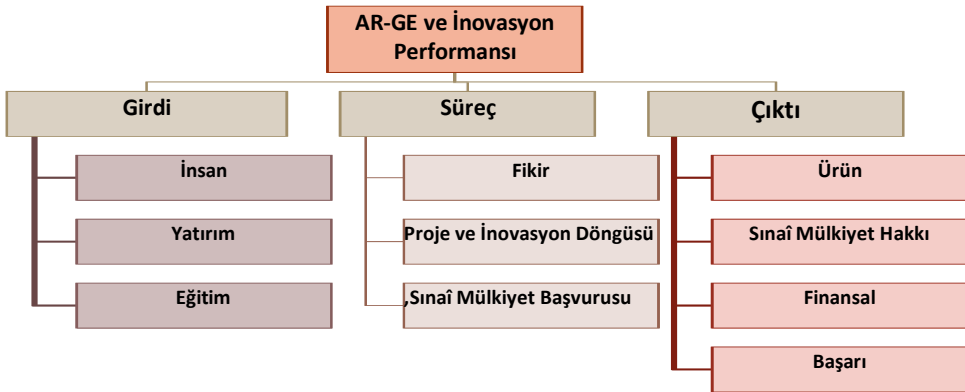 AR-GE ve İnovasyon
Performansı
Girdi
Süreç
Çıktı
İnsan
Fikir
Ürün
Yatırım
Proje ve İnovasyon Döngüsü
Sınaî Mülkiyet Hakkı
Eğitim
,Sınaî Mülkiyet Başvurusu
Finansal
Başarı